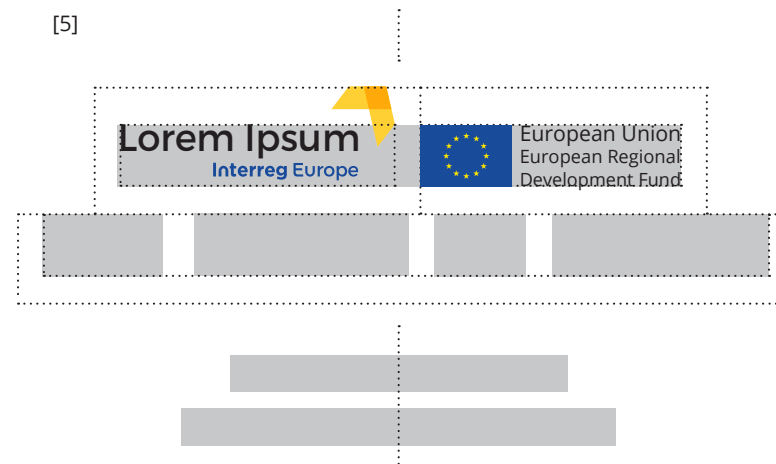 [5]
Lorem Ipsum
Interreg Europe
European Union
European Regional
Development Fund